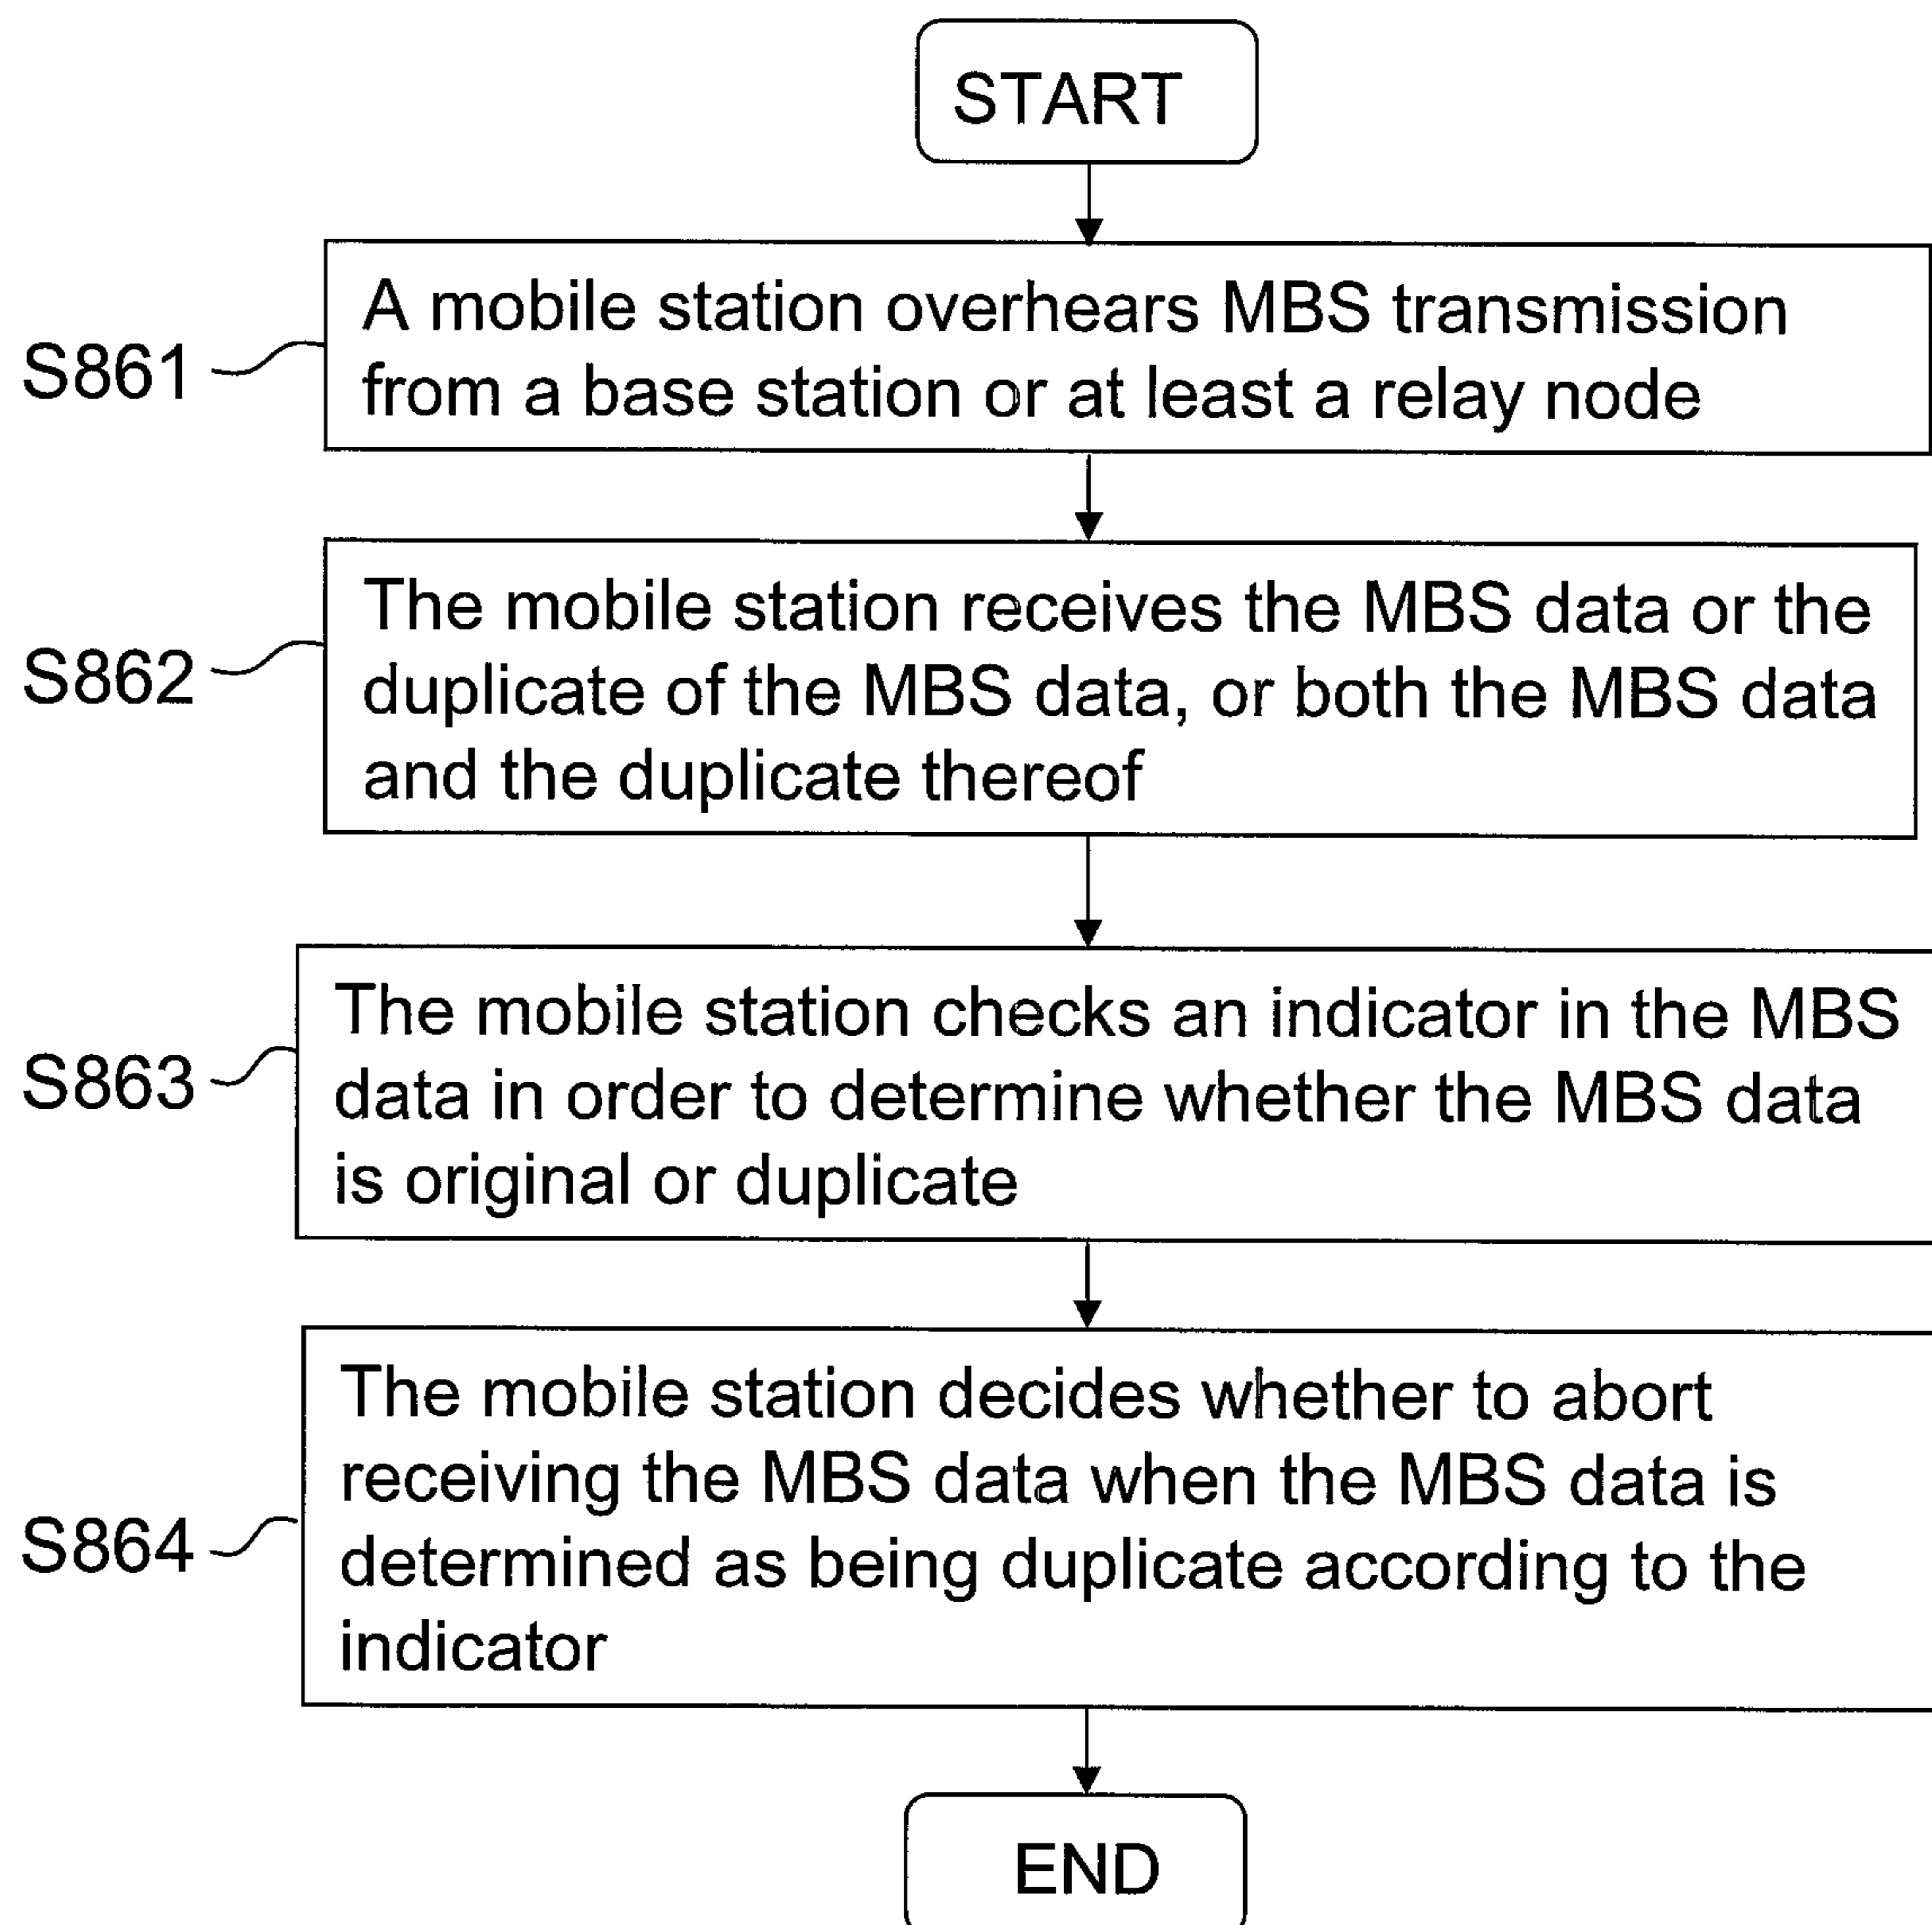 START
S861
A mobile station overhears MBS transmission
from a base station or at least a relay node
S862
The mobile station receives the MBS data or the
duplicate of the MBS data, or both the MBS data
and the duplicate thereof
S863
The mobile station checks an indicator in the MBS
data in order to determine whether the MBS data
is original or duplicate
S864
The mobile station decides whether to abort
receiving the MBS data when the MBS data is
determined as being duplicate according to the
indicator
END